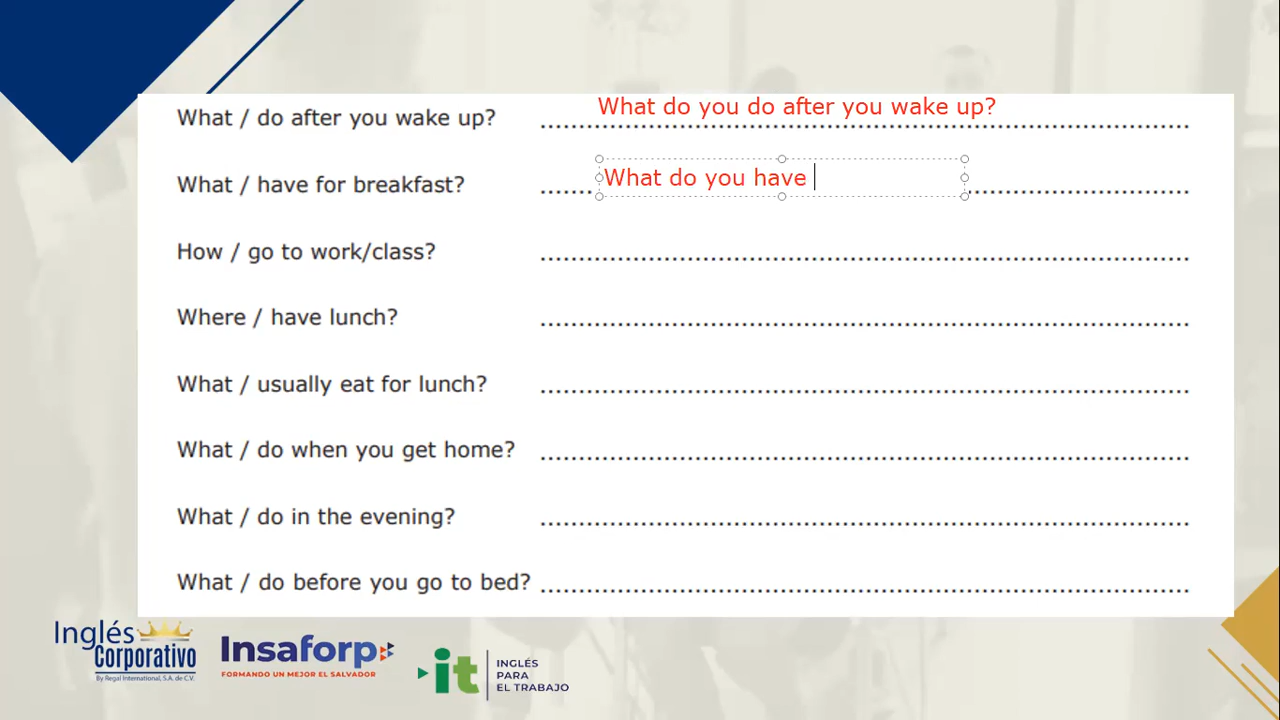 What / do after you wake up? What do you do after you wake up?
What / have for breakfast? What do you have
How / go to work/class?
Where / have lunch?
What / usually eat for lunch?
What / do when you get home?
What / do in the evening?
What / do before you go to bed?
Inglés
Corporativo
By Regal International, S.A. de C.V.
Insaforp
FORMANDO UN MEJOR EL SALVADOR
it
INGLÉS
PARA
EL TRABAJO